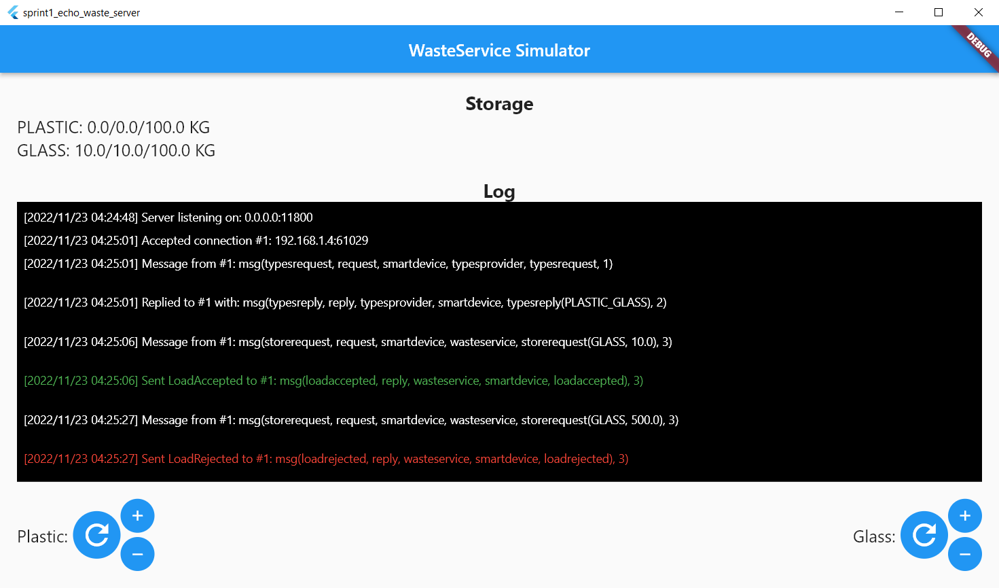 sprint1_echo_waste_server
WasteService Simulator
DEBUG
Storage
PLASTIC: 0.0/0.0/100.0 KG
GLASS: 10.0/10.0/100.0 KG
Log
[2022/11/23 04:24:48] Server listening on: 0.0.0.0:11800
[2022/11/23 04:25:01] Accepted connection #1: 192.168.1.4:61029
[2022/11/23 04:25:01] Message from #1: msg(typesrequest, request, smartdevice, typesprovider, typesrequest, 1)
[2022/11/23 04:25:01] Replied to #1 with: msg(typesreply, reply, typesprovider, smartdevice, typesreply(PLASTIC_GLASS), 2)
[2022/11/23 04:25:06] Message from #1: msg(storerequest, request, smartdevice, wasteservice, storerequest(GLASS, 10.0), 3)
[2022/11/23 04:25:06] Sent LoadAccepted to #1: msg(loadaccepted, reply, wasteservice, smartdevice, loadaccepted), 3)
[2022/11/23 04:25:27] Message from #1: msg(storerequest, request, smartdevice, wasteservice, storerequest(GLASS, 500.0), 3)
[2022/11/23 04:25:27] Sent LoadRejected to #1: msg(loadrejected, reply, wasteservice, smartdevice, loadrejected), 3)
Plastic:
Glass: